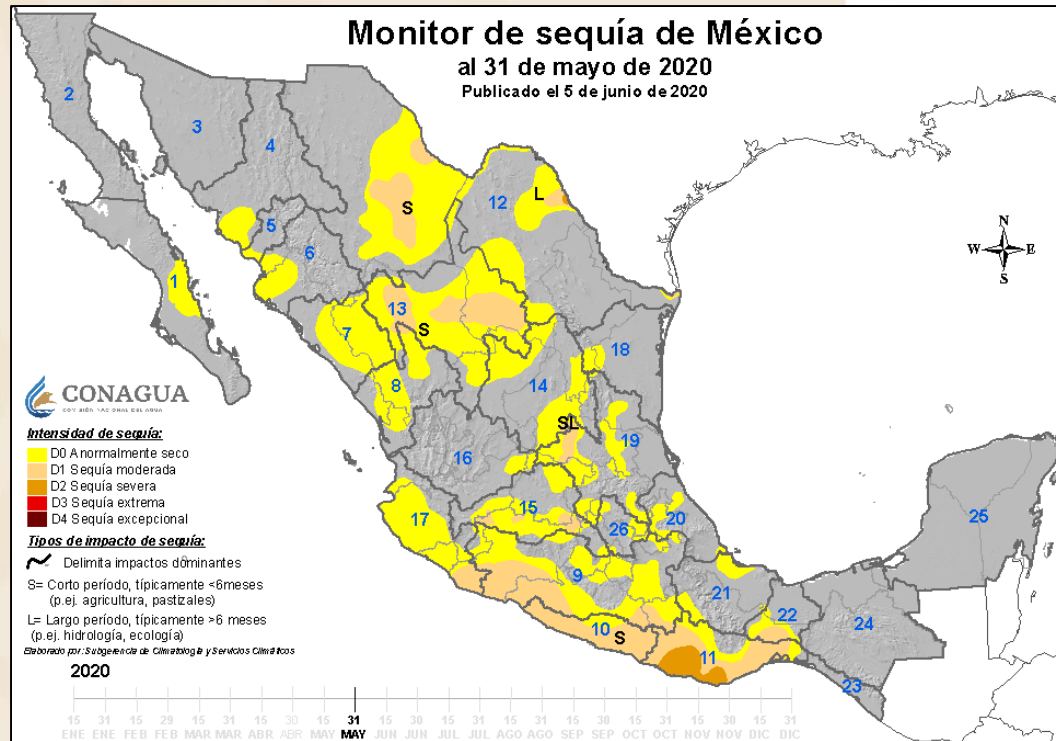 Monitor de sequía de México
al 31 de mayo de 2020
Publicado el 5 de junio de 2020
2
3
4
5
6
12
S
L
1
13
S
7
8
14
18
SL
19
16
17
15
26
20
9
10
S
11
21
22
24
23
25
N
W E
S
CONAGUA
COMISIÓN NACIONAL DEL AGUA
Intensidad de sequía:
D0 Anormalmente seco
D1 Sequía moderada
D2 Sequía severa
D3 Sequía extrema
D4 Sequía excepcional
Tipos de impacto de sequía:
Delimita impactos dominantes
S= Corto período, típicamente <6meses
(p.ej. agricultura, pastizales)
L= Largo período, típicamente >6 meses
(p.ej. hidrología, ecología)
Elaborado por: Subgerencia de Climatología y Servicios Climáticos
2020
15 31 15 29 15 31 15 30 15 31 15 30 15 31 15 31 15 30 15 31 15 30 15 31
ENE ENE FEB FEB MAR MAR ABR ABR MAY MAY JUN JUN JUL JUL AGO AGO SEP SEP OCT OCT NOV NOV DIC DIC